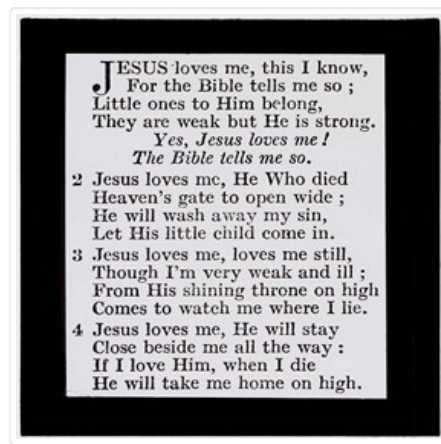 JESUS loves me, this I know,
For the Bible tells me so ;
Little ones to Him belong,
They are weak but He is strong.
Yes, Jesus loves me !
The Bible tells me so.
2 Jesus loves me, He Who died
Heaven's gate to open wide ;
He will wash away my sin,
Let His little child come in.
3 Jesus loves me, loves me still,
Though I'm very weak and ill ;
From His shining throne on high
Comes to watch me where I lie.
4 Jesus loves me, He will stay
Close beside me all the way :
If I love Him, when I die
He will take me home on high.